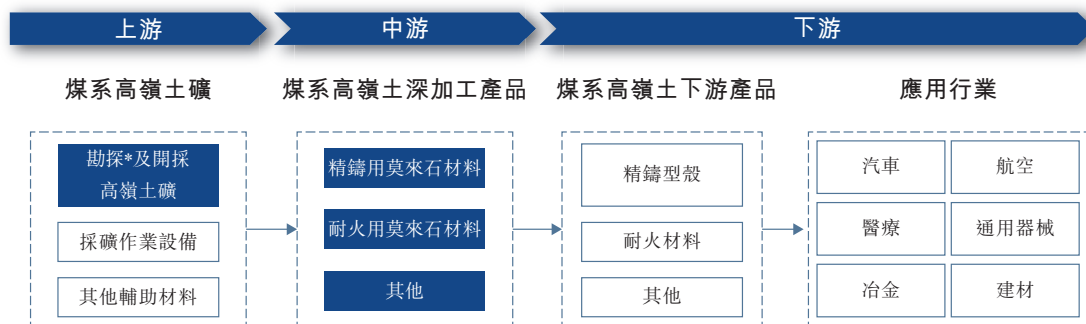 上游
中游
下游
煤系高嶺土礦
煤系高嶺土深加工產品
煤系高嶺土下游產品
應用行業
勘探*及開採
高嶺土礦
採礦作業設備
其他輔助材料
精鑄用莫來石材料
耐火用莫來石材料
其他
精鑄型殼
耐火材料
其他
汽車
航空
醫療
通用器械
冶金
建材